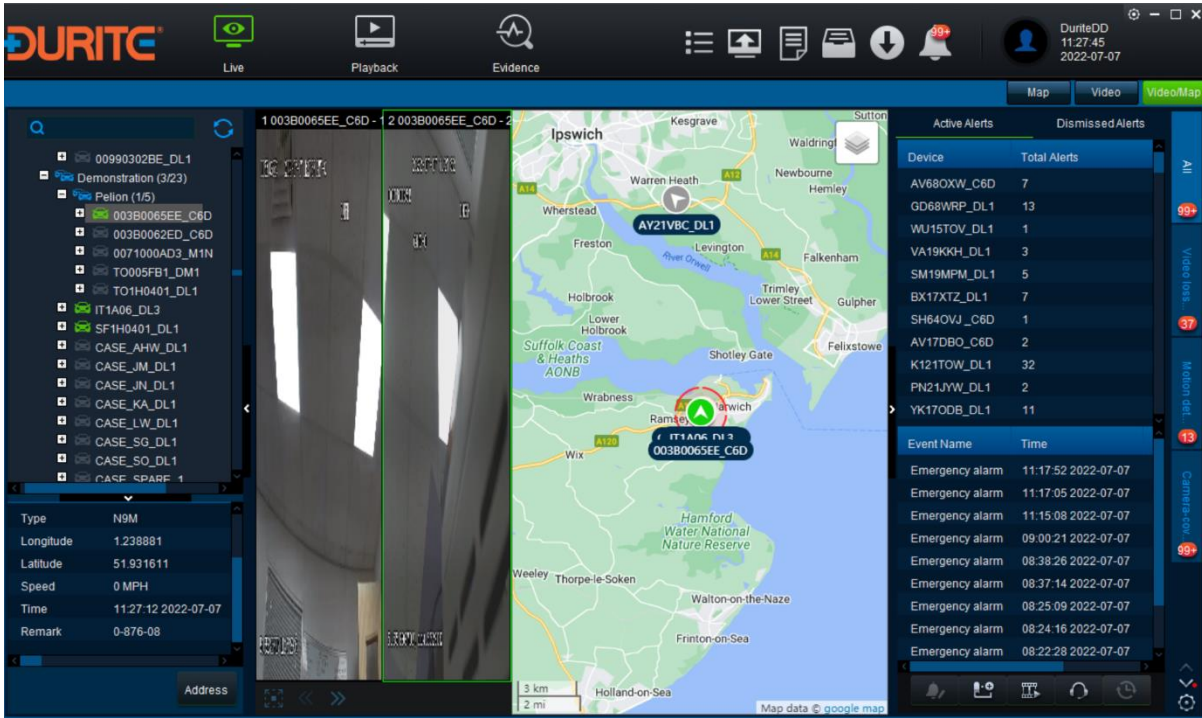 DURITE
Live
Playback
Evidence
99+
DuriteDD
11:27:45
2022-07-07
Map
Video
Video/Map
00990302BE_DL1
Demonstration (3/23)
Pelion (1/5)
003B0065EE_C6D
003B0062ED_C6D
0071000AD3_M1N
TO005FB1_DM1
TO1H0401_DL1
IT1A06_DL3
SF1H0401_DL1
CASE_AHW_DL1
CASE_JM_DL1
CASE_JN_DL1
CASE_KA_DL1
CASE_LW_DL1
CASE_SG_DL1
CASE_SO_DL1
CASE_SPARE_1
Type N9M
Longitude 1.238881
Latitude 51.931611
Speed 0 MPH
Time 11:27:12 2022-07-07
Remark 0-876-08
Address
1 003B0065EE_C6D - 1
2 003B0065EE_C6D - 2
Sutton
Kesgrave
Ipswich
Waldring
Newbourne
Warren Heath
A12
Hemley
A14
Wherstead
AY21VBC_DL1
Freston
Levington
River Orwell
A14
Falkenham
Trimley
Lower Street
Holbrook
Gulpher
Lower
Holbrook
Suffolk Coast
& Heaths
AONB
Felixstowe
Shotley Gate
Wrabness
Ramsey
arwich
A120
IT1A06_DL3
003B0065EE_C6D
Wix
Hamford
Water National
Nature Reserve
Weeley
Thorpe-le-Soken
Walton-on-the-Naze
Frinton-on-Sea
Holland-on-Sea
3 km
2 mi
Map data © google map
Active Alerts
Dismissed Alerts
Device Total Alerts
AV68OXW_C6D 7
GD68WRP_DL1 13
WU15TOV_DL1 1
VA19KKH_DL1 3
SM19MPM_DL1 5
BX17XTZ_DL1 7
SH64OVJ _C6D 1
AV17DBO_C6D 2
K121TOW_DL1 32
PN21JYW_DL1 2
YK17ODB_DL1 11
Event Name Time
Emergency alarm 11:17:52 2022-07-07
Emergency alarm 11:17:05 2022-07-07
Emergency alarm 11:15:08 2022-07-07
Emergency alarm 09:00:21 2022-07-07
Emergency alarm 08:38:26 2022-07-07
Emergency alarm 08:37:14 2022-07-07
Emergency alarm 08:25:09 2022-07-07
Emergency alarm 08:24:16 2022-07-07
Emergency alarm 08:22:28 2022-07-07
All
99+
Video loss...
37
Motion det.
13
Camera-cov...
99+